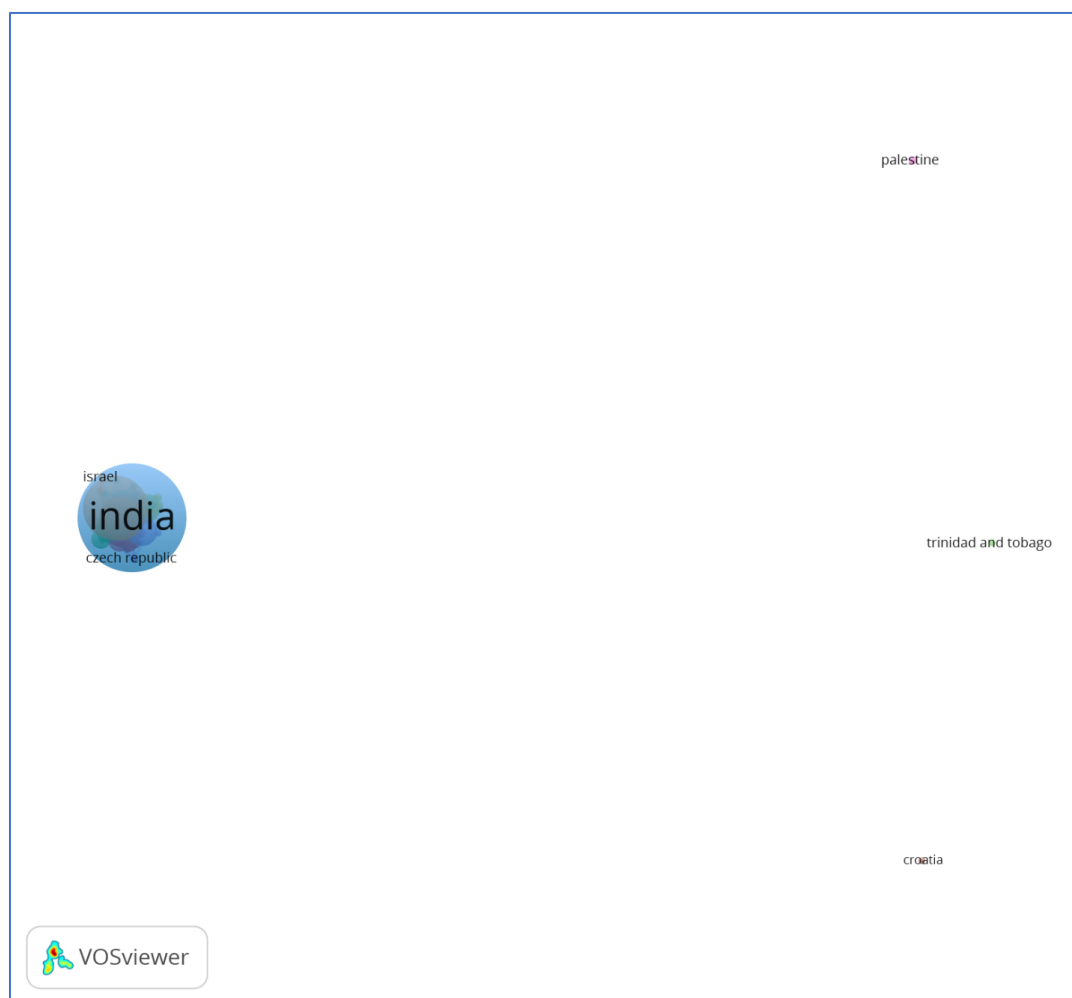 palestine
israel
india
czech republic
trinidad and tobago
croatia
VOSviewer